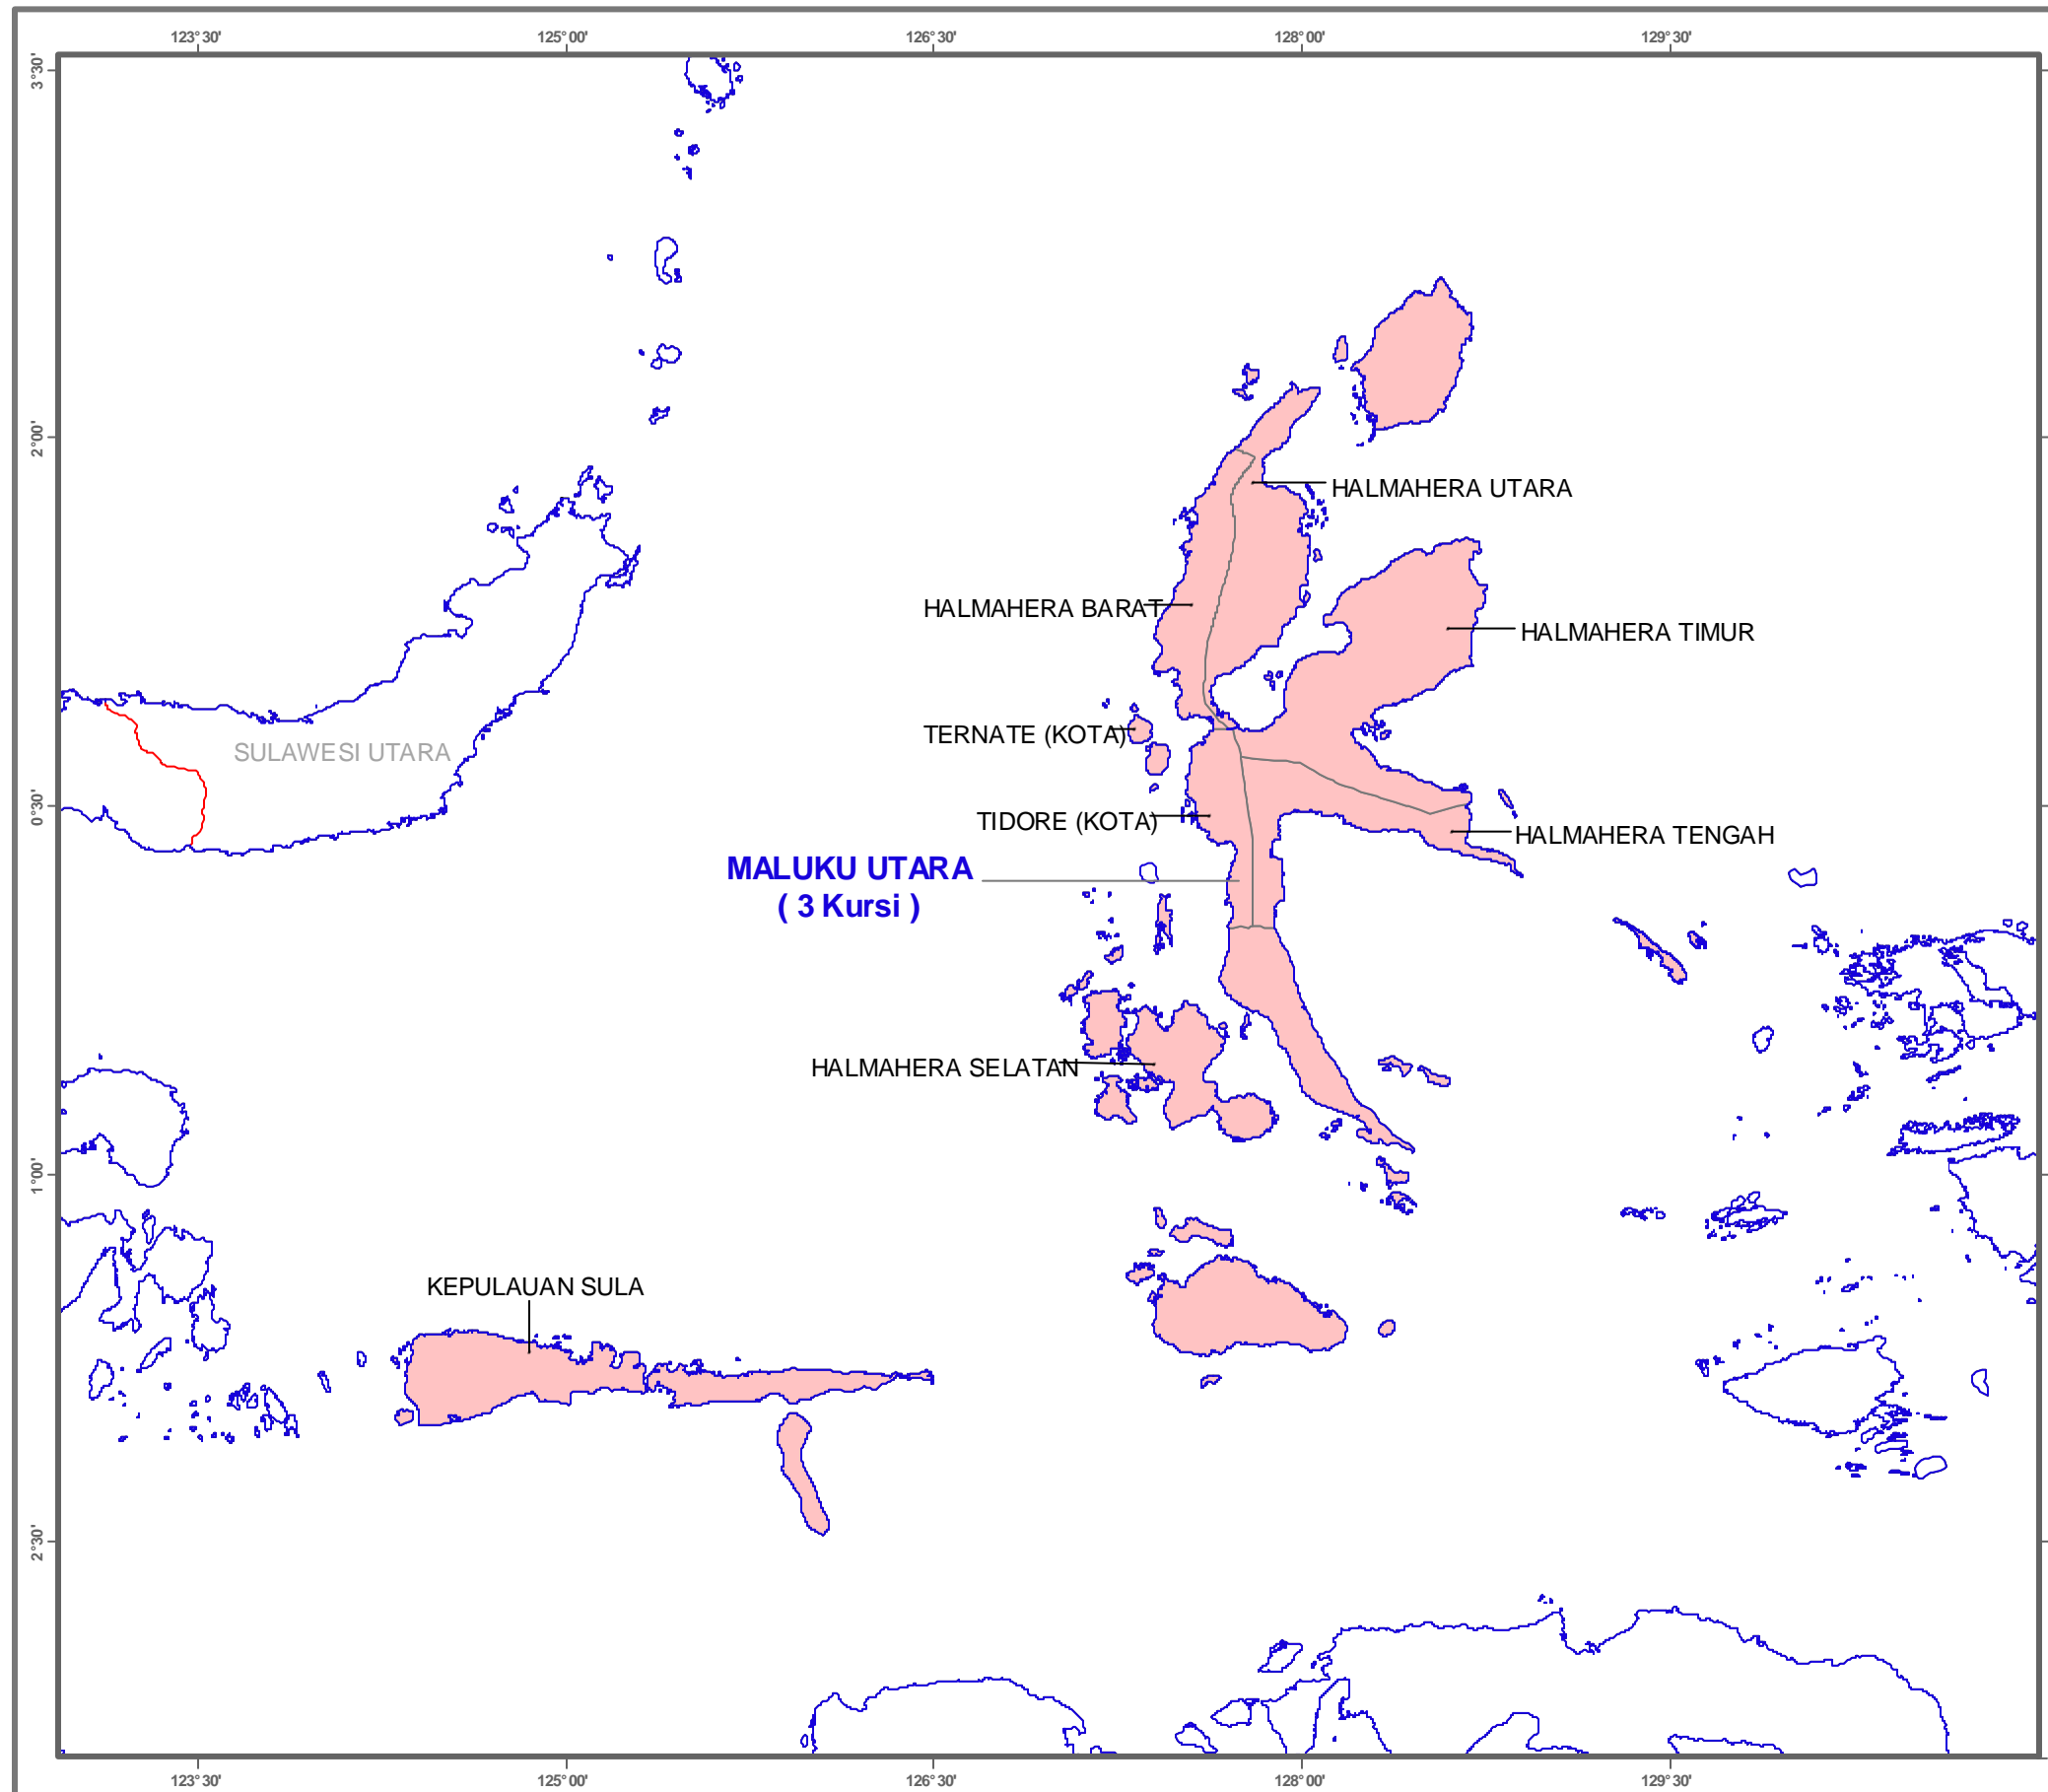 123°30' 125°00' 126°30' 128°00' 129°30'
3°30'
2°00'
HALMAHERA UTARA
HALMAHERA BARAT
HALMAHERA TIMUR
TERNATE (KOTA)
SULAWESI UTARA
0°30'
TIDORE (KOTA)
HALMAHERA TENGAH
MALUKU UTARA
( 3 Kursi )
HALMAHERA SELATAN
1°00'
KEPULAUAN SULA
2°30'
123°30' 125°00' 126°30' 128°00' 129°30'